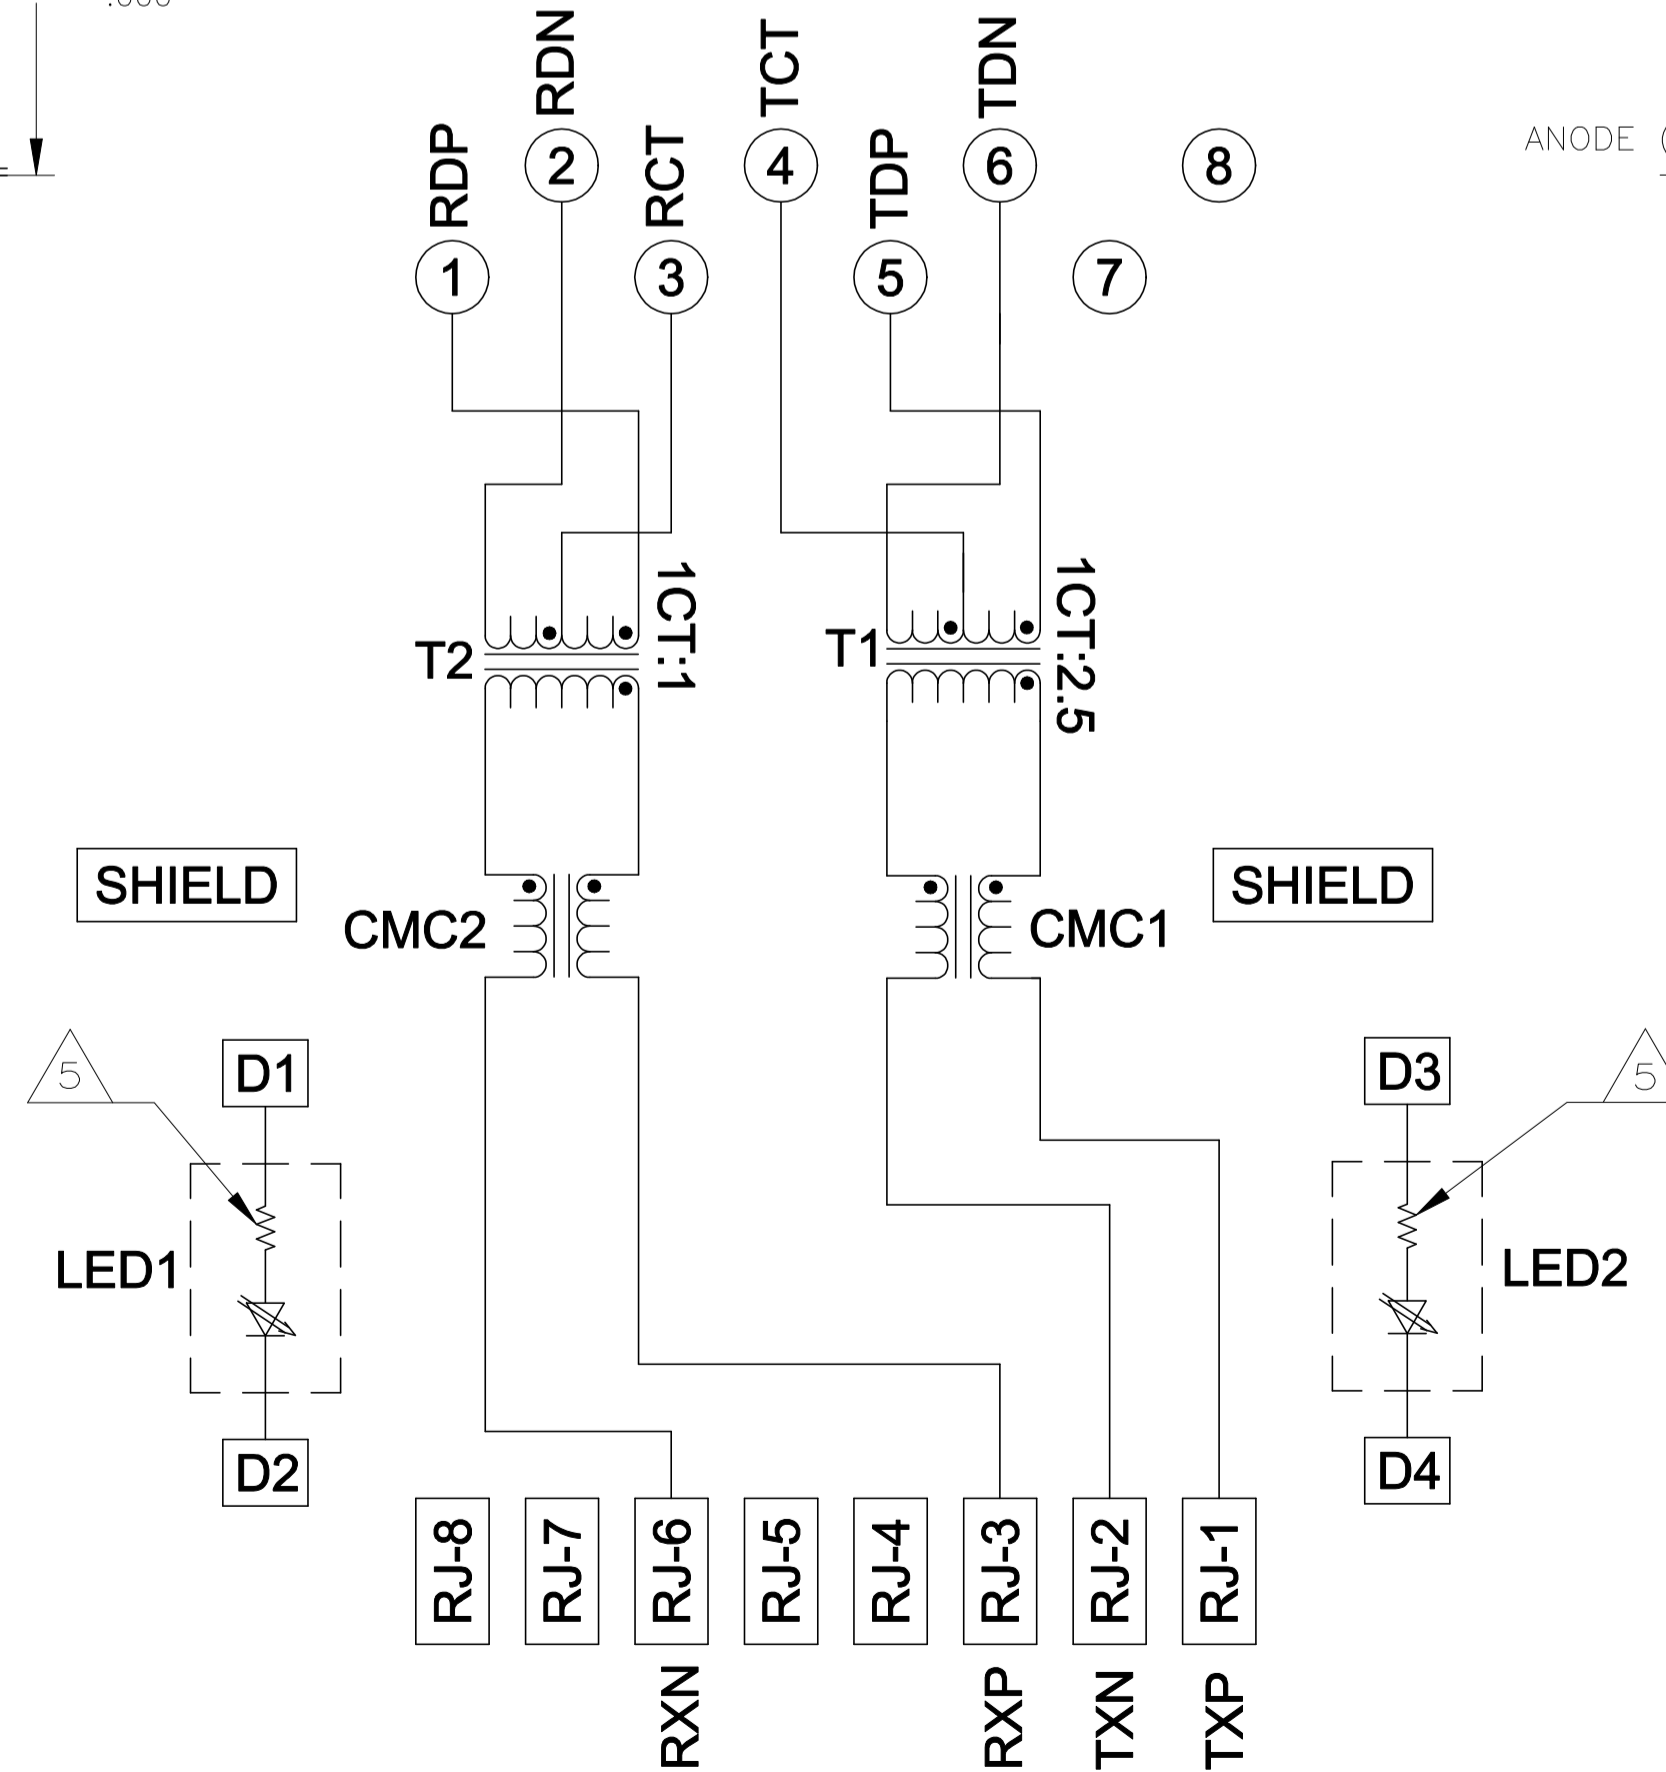 RDN
TCT
TDN
RDP
RCT
TDP
ANODE (
2
4
6
8
1
3
5
7
T2
1CT:1
T1
1CT:2.5
SHIELD
SHIELD
CMC2
CMC1
5
D1
D3
5
LED1
LED2
D2
D4
RJ-8
RJ-7
RJ-6
RJ-5
RJ-4
RJ-3
RJ-2
RJ-1
RXN
RXP
TXN
TXP